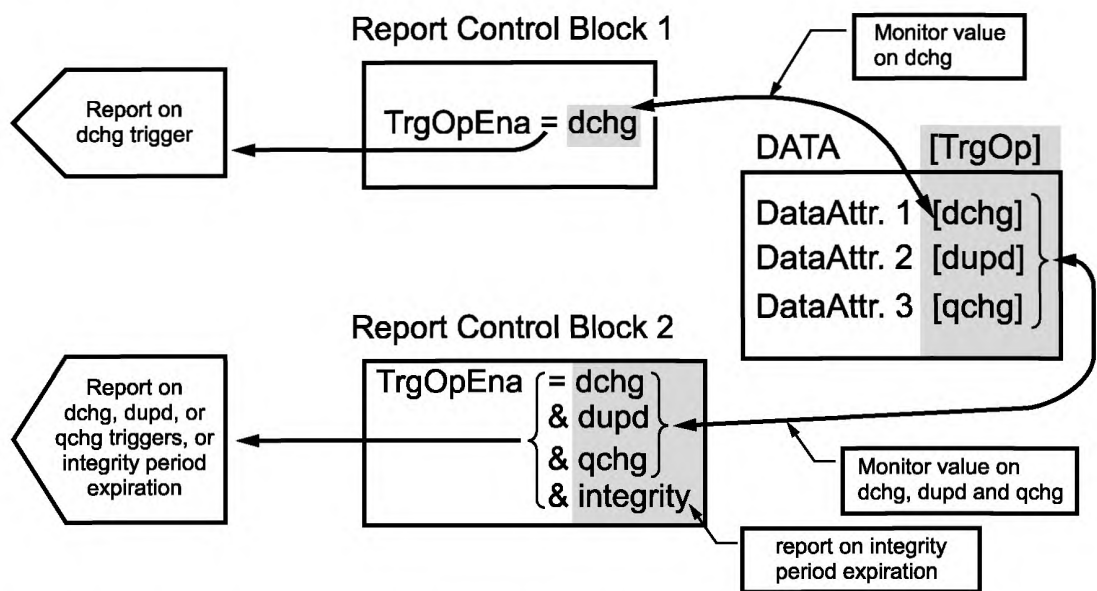 Report Control Block 1
Monitor value
on dchg
Report on
dchg trigger
TrgOpEna = dchg
DATA [TrgOp]
DataAttr. 1 [dchg]
DataAttr. 2 [dupd]
DataAttr. 3 [qchg]
Report Control Block 2
Report on
dchg, dupd, or
qchg triggers, or
integrity period
expiration
TrgOpEna = dchg
& dupd
& qchg
& integrity
Monitor value on
dchg, dupd and qchg
report on integrity
period expiration